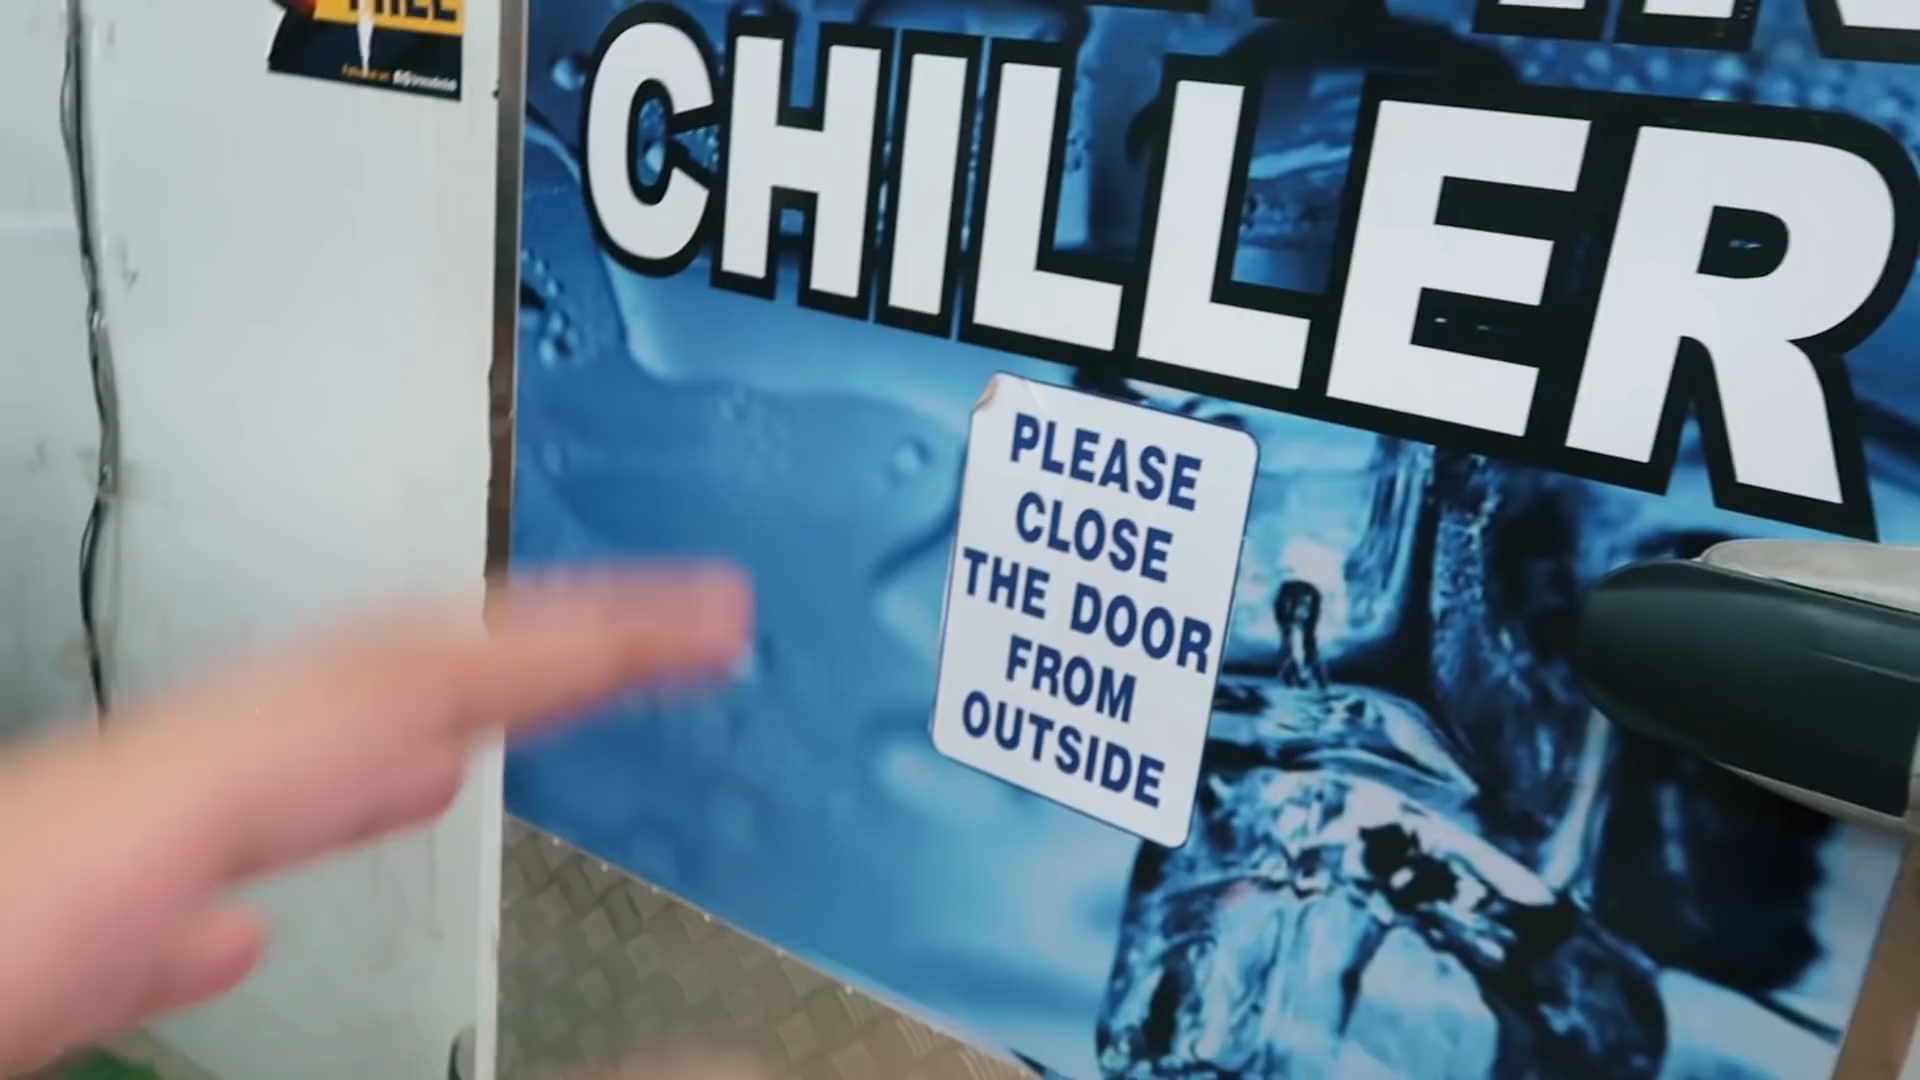 CHILLER
PLEASE
CLOSE
THE DOOR
FROM
OUTSIDE